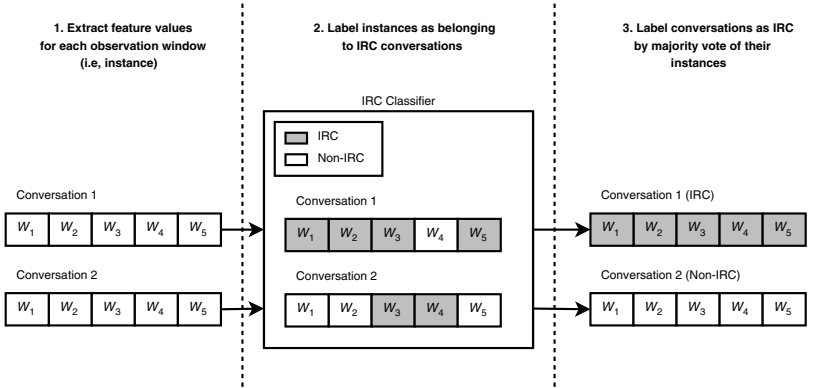 1. Extract feature values
for each observation window
(i.e, instance)
2. Label instances as belonging
to IRC conversations
3. Label conversations as IRC
by majority vote of their
instances
IRC Classifier
IRC
Non-IRC
Conversation 1
W1 W2 W3 W4 W5
Conversation 1
W1 W2 W3 W4 W5
Conversation 1 (IRC)
W1 W2 W3 W4 W5
Conversation 2
W1 W2 W3 W4 W5
Conversation 2
W1 W2 W3 W4 W5
Conversation 2 (Non-IRC)
W1 W2 W3 W4 W5